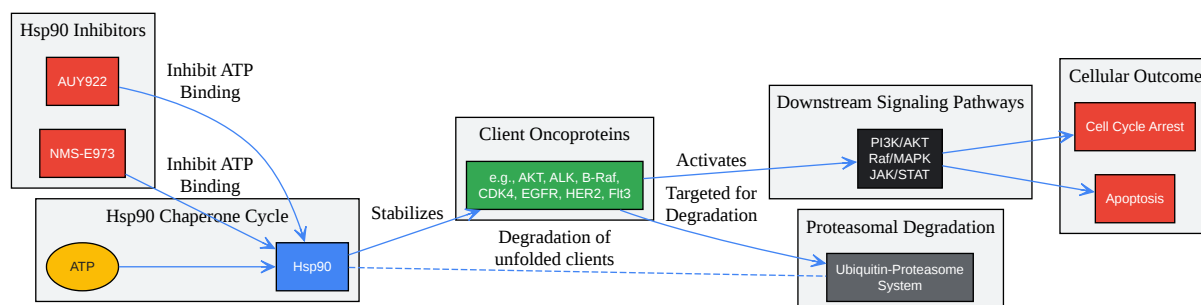 Hsp90 Inhibitors
AUY922
NMS-E973
Inhibit ATP
Binding
Inhibit ATP
Binding
Hsp90 Chaperone Cycle
ATP
Hsp90
Stabilizes
Client Oncoproteins
e.g., AKT, ALK, B-Raf,
CDK4, EGFR, HER2, Flt3
Degradation of
unfolded clients
Activates
Targeted for
Degradation
Downstream Signaling Pathways
PI3K/AKT
Raf/MAPK
JAK/STAT
Proteasomal Degradation
Ubiquitin-Proteasome
System
Cellular Outcome
Cell Cycle Arrest
Apoptosis